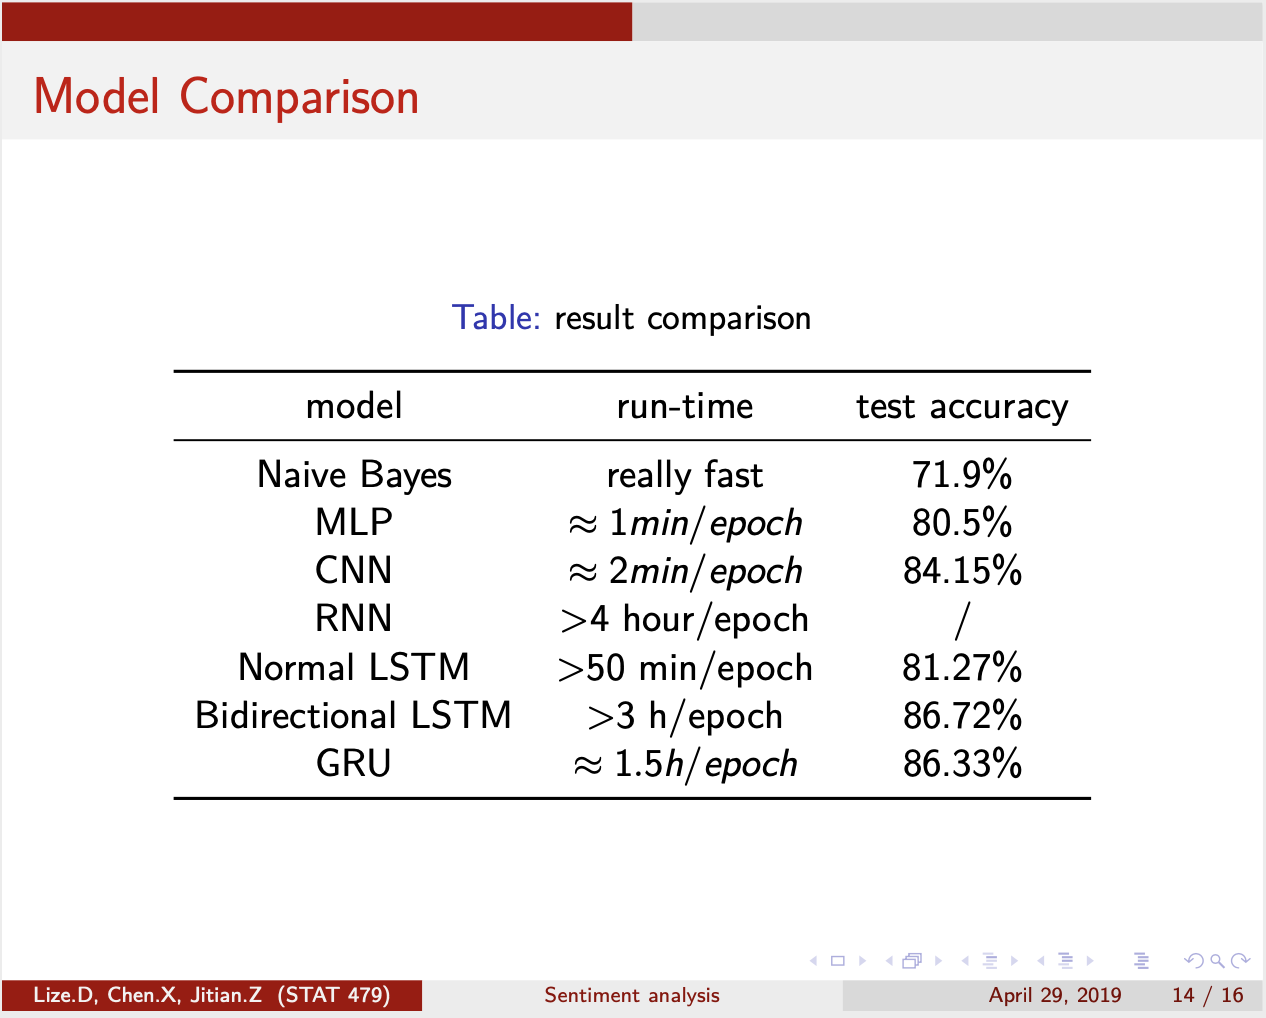 Model Comparison
Table: result comparison
model run-time test accuracy
Naive Bayes really fast 71.9%
MLP ≈ 1min/epoch 80.5%
CNN ≈ 2min/epoch 84.15%
RNN >4 hour/epoch /
Normal LSTM >50 min/epoch 81.27%
Bidirectional LSTM >3 h/epoch 86.72%
GRU ≈ 1.5h/epoch 86.33%
Lize.D, Chen.X, Jitian.Z (STAT 479) Sentiment analysis April 29, 2019 14 / 16